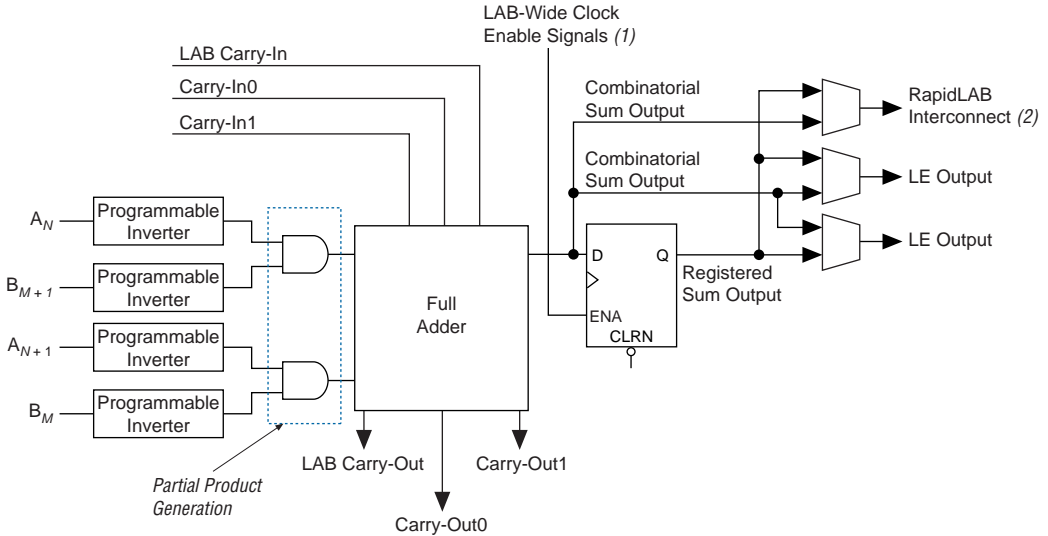 LAB-Wide Clock
Enable Signals (1)
LAB Carry-In
Carry-In0
Carry-In1
Combinatorial
Sum Output
RapidLAB
Interconnect (2)
Combinatorial
Sum Output
LE Output
LE Output
A_N
Programmable
Inverter
B_{M + 1}
Programmable
Inverter
A_{N + 1}
Programmable
Inverter
B_M
Programmable
Inverter
Full
Adder
D
Q
ENA
CLRN
Registered
Sum Output
LAB Carry-Out
Carry-Out1
Carry-Out0
Partial Product
Generation